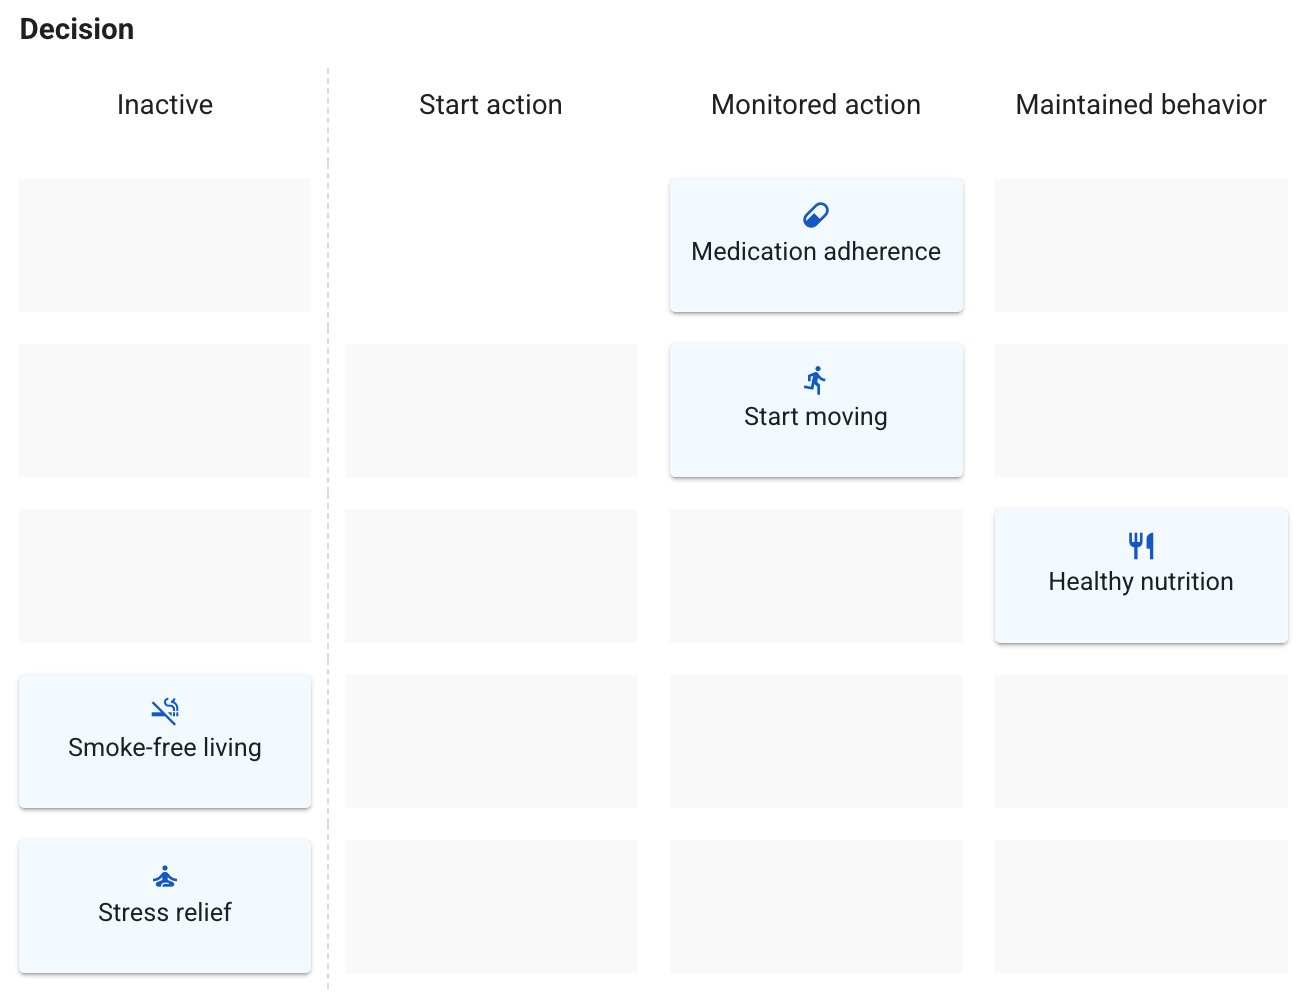 Decision
Inactive
Start action
Monitored action
Maintained behavior
Medication adherence
Start moving
Healthy nutrition
Smoke-free living
Stress relief